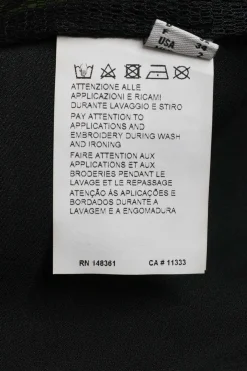 F
USA
34
ATTENZIONE ALLE
APPLICAZIONI E RICAMI
DURANTE LAVAGGIO E STIRO
PAY ATTENTION TO
APPLICATIONS AND
EMBROIDERY DURING WASH
AND IRONING
FAIRE ATTENTION AUX
APPLICATIONS ET AUX
BRODERIES PENDANT LE
LAVAGE ET LE REPASSAGE
ATENÇÃO ÀS APLICAÇÕES E
BORDADOS DURANTE A
LAVAGEM E A ENGOMADURA
RN 148361 CA # 11333